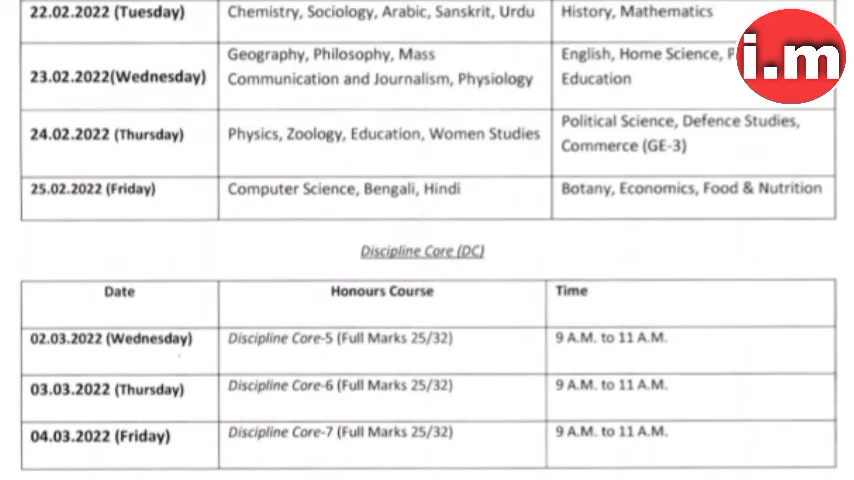 22.02.2022 (Tuesday) Chemistry, Sociology, Arabic, Sanskrit, Urdu History, Mathematics
23.02.2022(Wednesday) Geography, Philosophy, Mass English, Home Science,
Communication and Journalism, Physiology Education
24.02.2022 (Thursday) Physics, Zoology, Education, Women Studies Political Science, Defence Studies,
Commerce (GE-3)
25.02.2022 (Friday) Computer Science, Bengali, Hindi Botany, Economics, Food & Nutrition
Discipline Core (DC)
Date Honours Course Time
02.03.2022 (Wednesday) Discipline Core-5 (Full Marks 25/32) 9 A.M. to 11 A.M.
03.03.2022 (Thursday) Discipline Core-6 (Full Marks 25/32) 9 A.M. to 11 A.M.
04.03.2022 (Friday) Discipline Core-7 (Full Marks 25/32) 9 A.M. to 11 A.M.
i.m